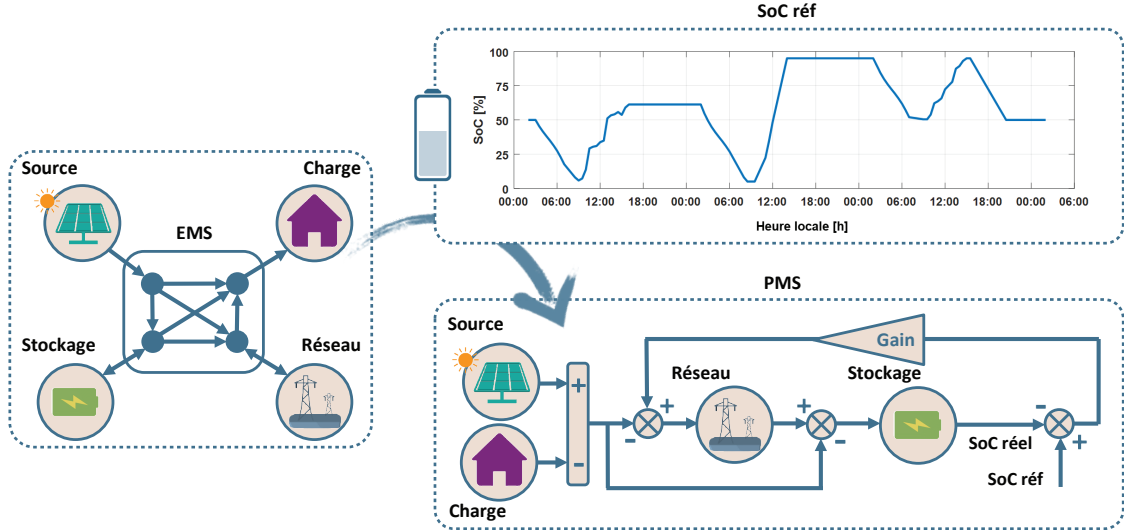 SoC réf
SoC [%]
100
75
50
25
0
00:00 06:00 12:00 18:00 00:00 06:00 12:00 18:00 00:00 06:00 12:00 18:00 00:00 06:00
Heure locale [h]
Source
Charge
EMS
Stockage
Réseau
PMS
Source
Gain
Réseau
Stockage
+
+
+
-
-
-
-
+
SoC réel
SoC réf
Charge